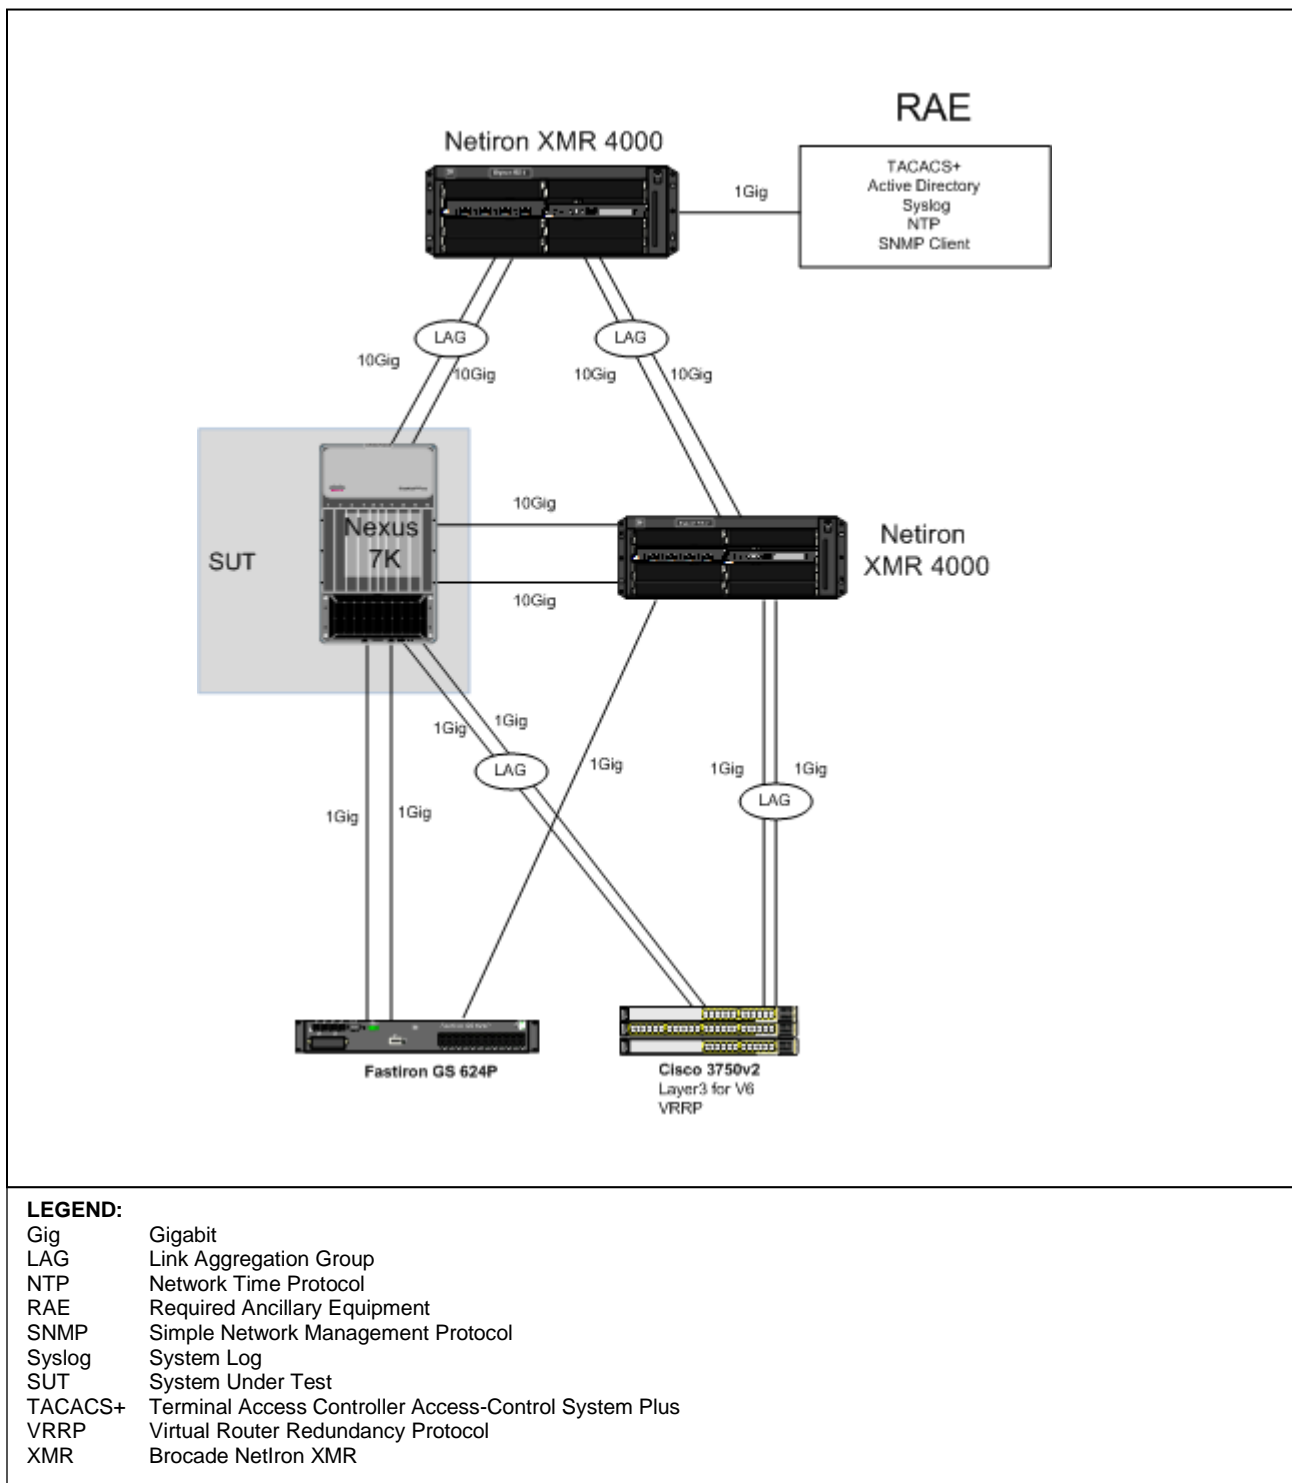 RAE
Netiron XMR 4000
TACACS+
Active Directory
Syslog
NTP
SNMP Client
1Gig
LAG
LAG
10Gig
10Gig
10Gig
10Gig
SUT
Nexus
7K
10Gig
10Gig
Netiron
XMR 4000
1Gig
1Gig
LAG
1Gig
1Gig
1Gig
LAG
1Gig
1Gig
Fastiron GS 624P
Cisco 3750v2
Layer3 for V6
VRRP
LEGEND:
Gig Gigabit
LAG Link Aggregation Group
NTP Network Time Protocol
RAE Required Ancillary Equipment
SNMP Simple Network Management Protocol
Syslog System Log
SUT System Under Test
TACACS+ Terminal Access Controller Access-Control System Plus
VRRP Virtual Router Redundancy Protocol
XMR Brocade NetIron XMR